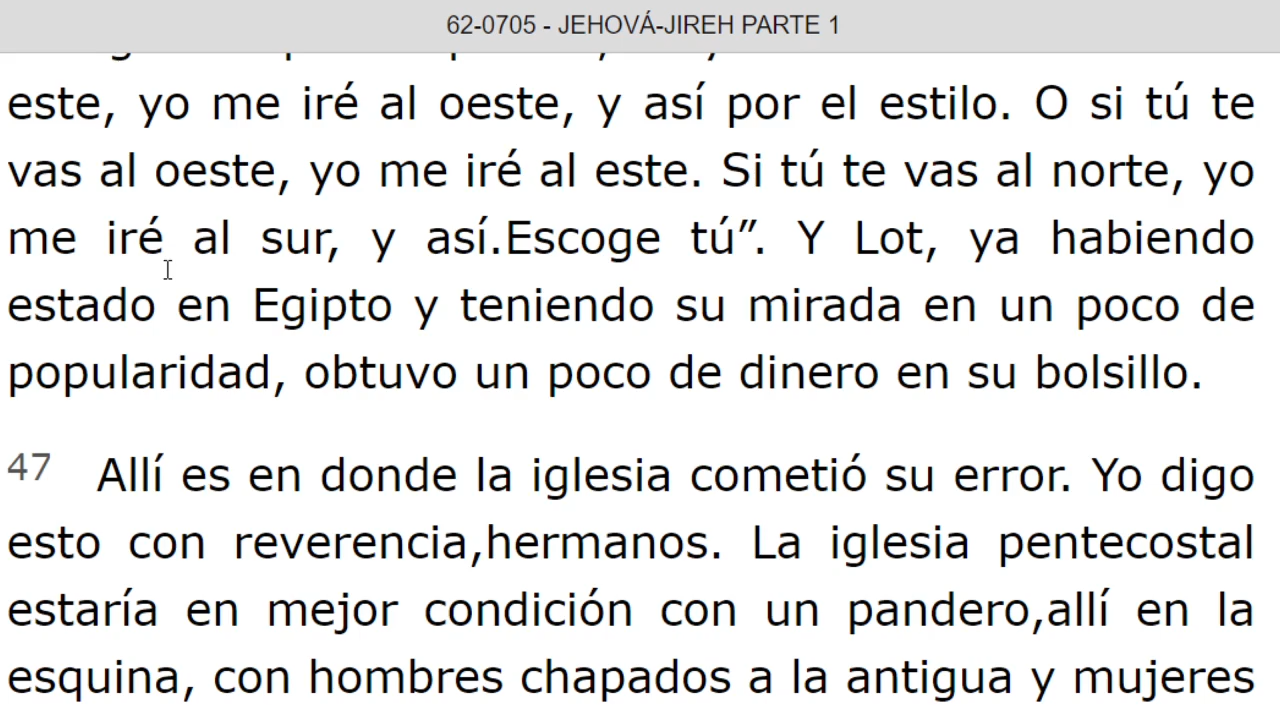 62-0705 - JEHOVÁ-JIREH PARTE 1
este, yo me iré al oeste, y así por el estilo. O si tú te
vas al oeste, yo me iré al este. Si tú te vas al norte, yo
me iré al sur, y así.Escoge tú”. Y Lot, ya habiendo
estado en Egipto y teniendo su mirada en un poco de
popularidad, obtuvo un poco de dinero en su bolsillo.
47 Allí es en donde la iglesia cometió su error. Yo digo
esto con reverencia,hermanos. La iglesia pentecostal
estaría en mejor condición con un pandero,allí en la
esquina, con hombres chapados a la antigua y mujeres